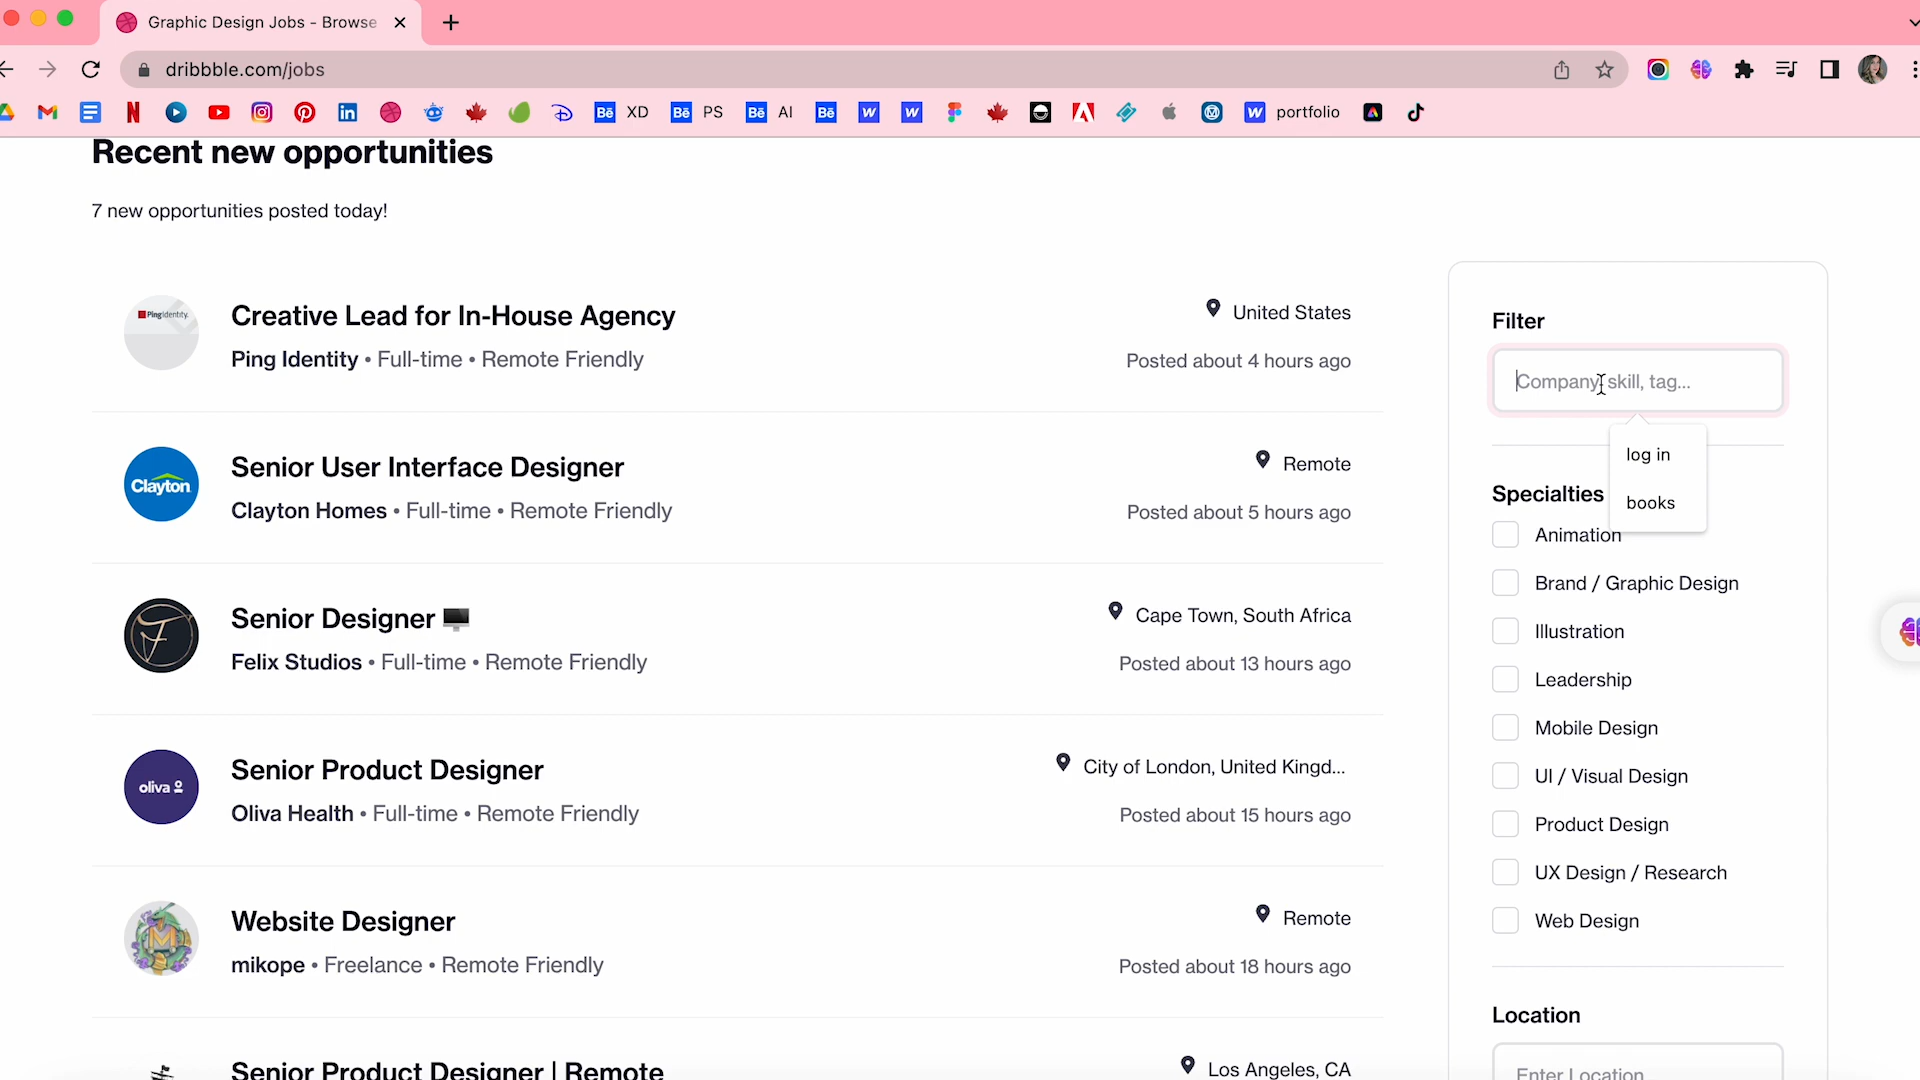 Graphic Design Jobs - Browse
dribbble.com/jobs
XD
PS
AI
portfolio
Recent new opportunities
7 new opportunities posted today!
PingIdentity.
Creative Lead for In-House Agency
United States
Ping Identity • Full-time • Remote Friendly
Posted about 4 hours ago
Clayton
Senior User Interface Designer
Remote
Clayton Homes • Full-time • Remote Friendly
Posted about 5 hours ago
Senior Designer 🖥️
Cape Town, South Africa
Felix Studios • Full-time • Remote Friendly
Posted about 13 hours ago
oliva
Senior Product Designer
City of London, United Kingd...
Oliva Health • Full-time • Remote Friendly
Posted about 15 hours ago
Website Designer
Remote
mikope • Freelance • Remote Friendly
Posted about 18 hours ago
Senior Product Designer | Remote
Los Angeles, CA
Filter
Company, skill, tag...
log in
books
Specialties
Animation
Brand / Graphic Design
Illustration
Leadership
Mobile Design
UI / Visual Design
Product Design
UX Design / Research
Web Design
Location
Enter Location